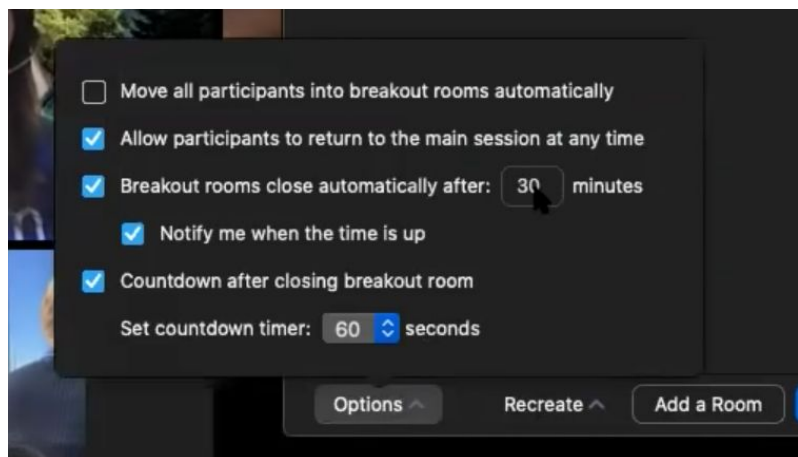 Move all participants into breakout rooms automatically
Allow participants to return to the main session at any time
Breakout rooms close automatically after: 30 minutes
Notify me when the time is up
Countdown after closing breakout room
Set countdown timer: 60 seconds
Options Recreate Add a Room